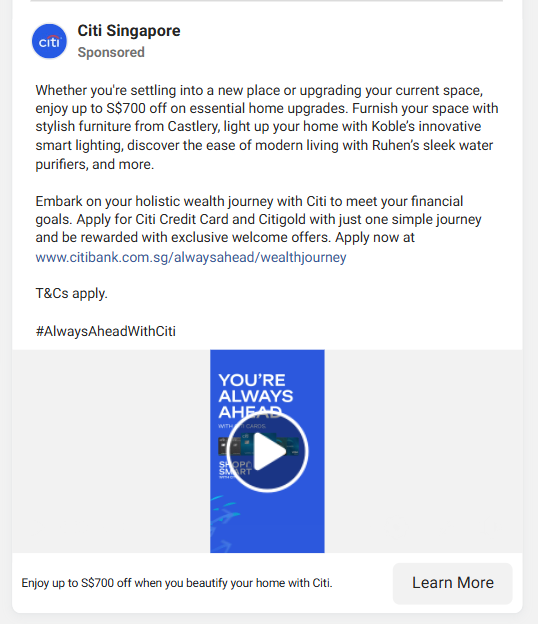 citi
Citi Singapore
Sponsored
Whether you're settling into a new place or upgrading your current space,
enjoy up to S$700 off on essential home upgrades. Furnish your space with
stylish furniture from Castlery, light up your home with Koble’s innovative
smart lighting, discover the ease of modern living with Ruhen’s sleek water
purifiers, and more.
Embark on your holistic wealth journey with Citi to meet your financial
goals. Apply for Citi Credit Card and Citigold with just one simple journey
and be rewarded with exclusive welcome offers. Apply now at
www.citibank.com.sg/alwaysahead/wealthjourney
T&Cs apply.
#AlwaysAheadWithCiti
YOU'RE
ALWAYS
AHEAD
WITH CITI CARDS.
SHOP
SMART
Enjoy up to S$700 off when you beautify your home with Citi.
Learn More